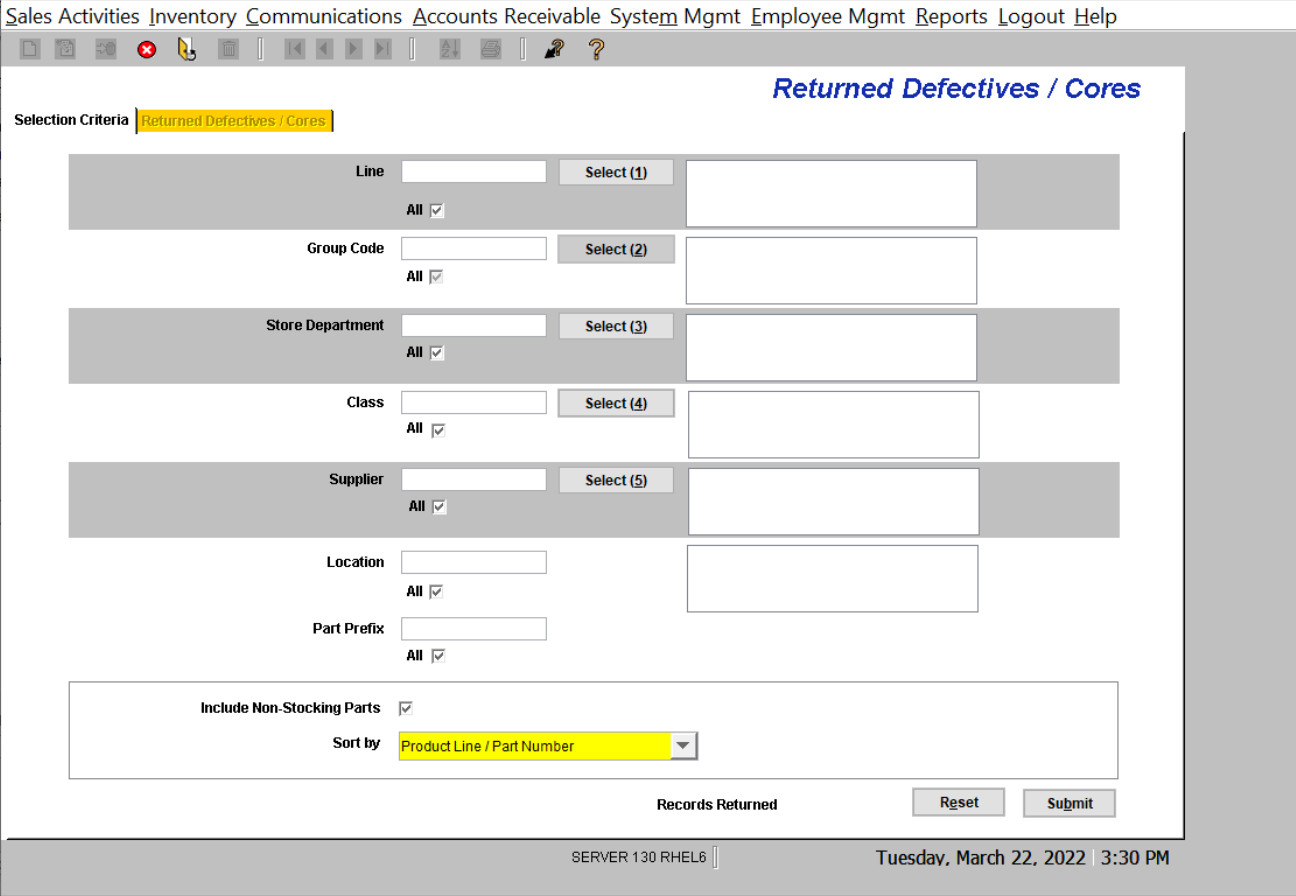 Sales Activities Inventory Communications Accounts Receivable System Mgmt Employee Mgmt Reports Logout Help
Returned Defectives / Cores
Selection Criteria Returned Defectives / Cores
Line Select (1)
All
Group Code Select (2)
All
Store Department Select (3)
All
Class Select (4)
All
Supplier Select (5)
All
Location
All
Part Prefix
All
Include Non-Stocking Parts
Sort by Product Line / Part Number
Records Returned Reset Submit
SERVER 130 RHEL6 Tuesday, March 22, 2022 3:30 PM